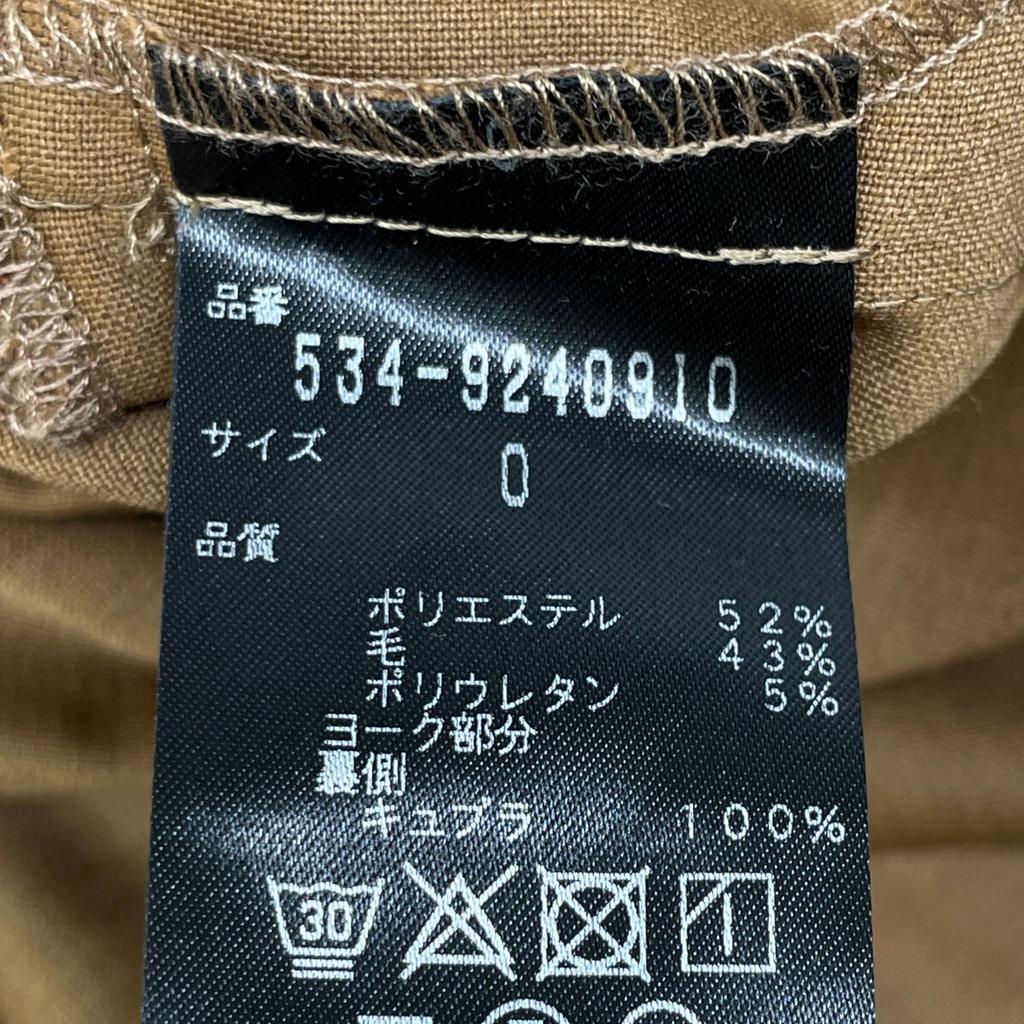 品番
534-9240910
サイズ
0
品質
ポリエステル 52%
毛 43%
ポリウレタン 5%
ヨーク部分
裏側
キュプラ 100%
30